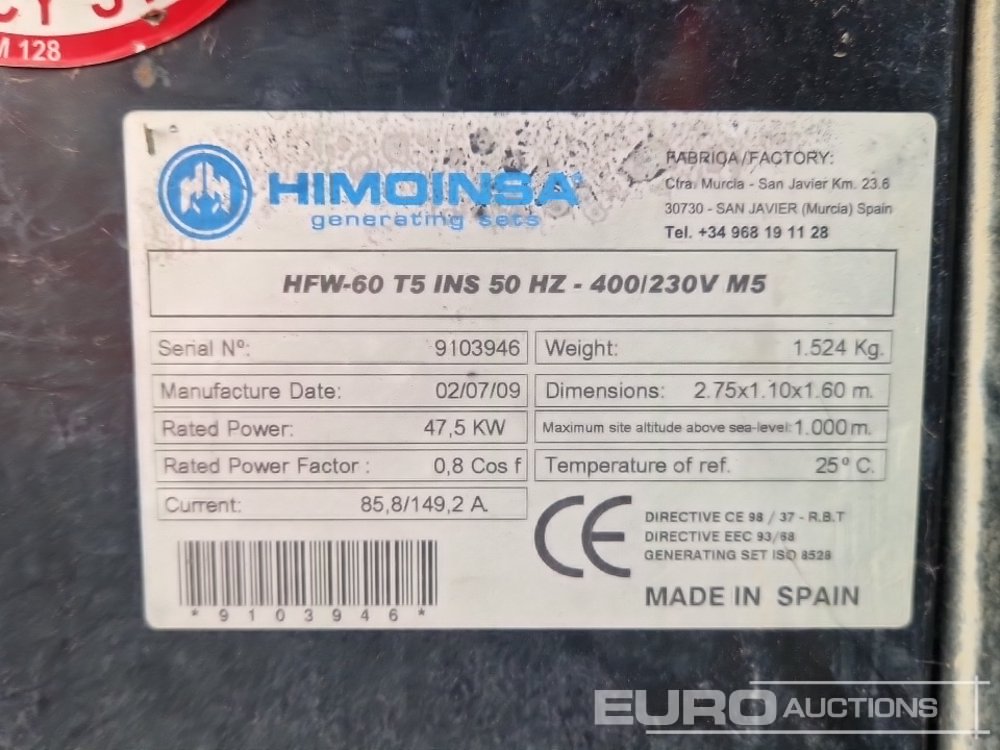 M 128
HIMOINSA
generating sets
FABRICA/FACTORY:
Ctra. Murcia - San Javier Km. 23.6
30730 - SAN JAVIER (Murcia) Spain
Tel. +34 968 19 11 28
HFW-60 T5 INS 50 HZ - 400/230V M5
Serial Nº: 9103946
Weight: 1.524 Kg.
Manufacture Date: 02/07/09
Dimensions: 2.75x1.10x1.60 m.
Rated Power: 47,5 KW
Maximum site altitude above sea-level: 1.000 m.
Rated Power Factor : 0,8 Cos f
Temperature of ref. 25º C.
Current: 85,8/149,2 A.
CE
DIRECTIVE CE 98 / 37 - R.B.T
DIRECTIVE EEC 93/68
GENERATING SET ISO 8528
MADE IN SPAIN
*9103946*
EURO AUCTIONS